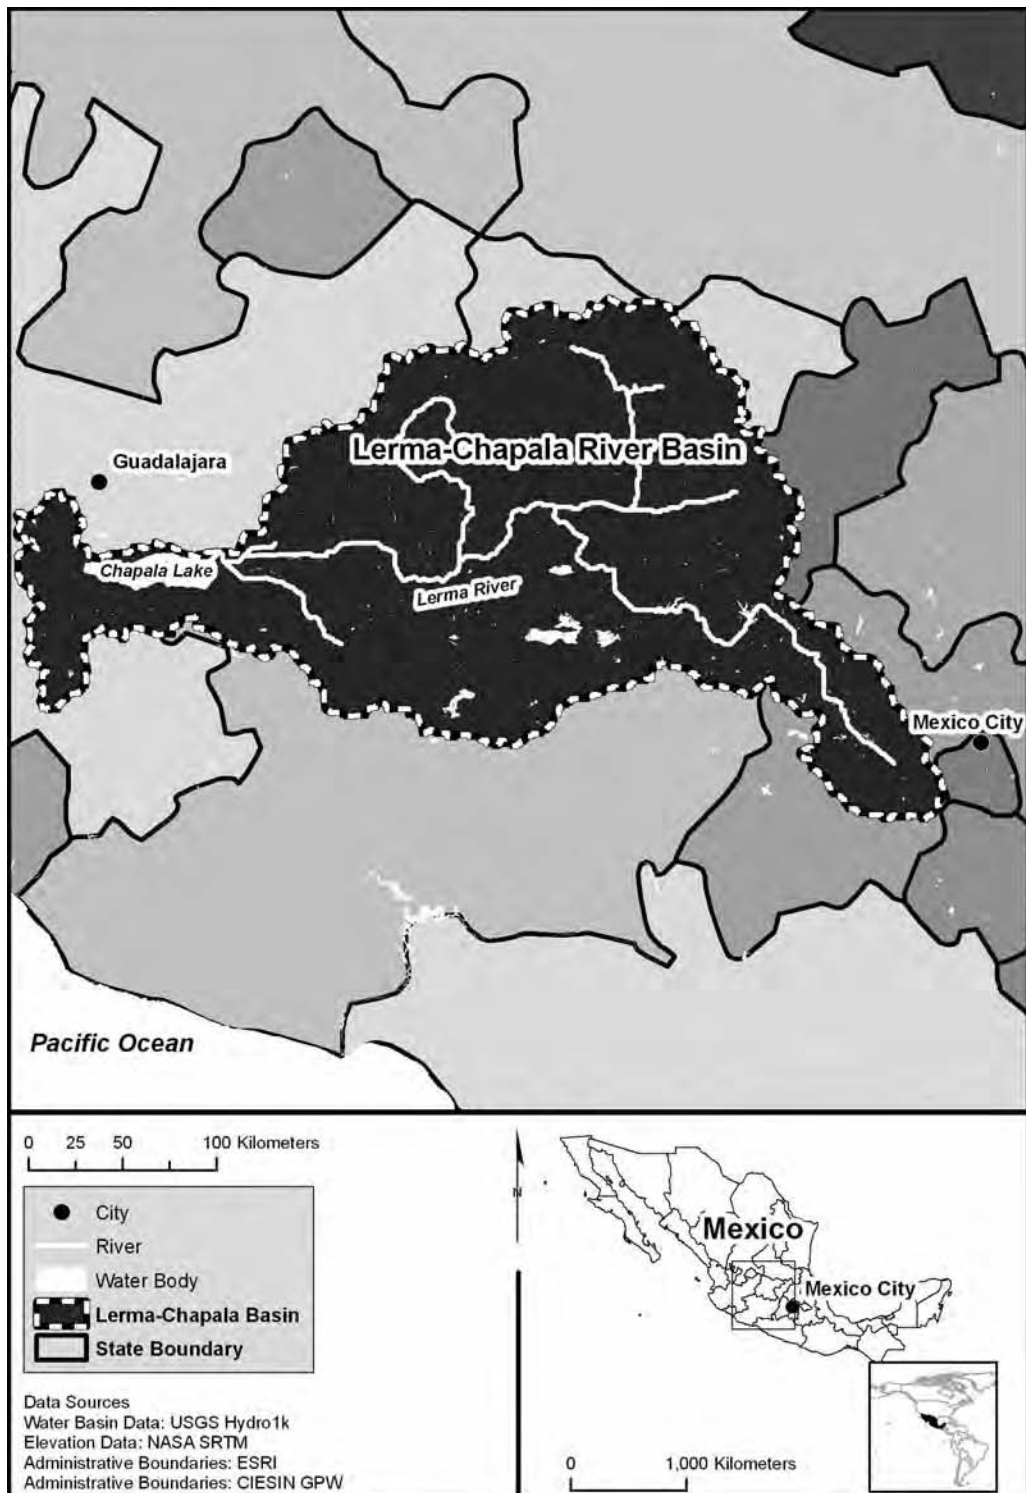 Lerma-Chapala River Basin
Guadalajara
Chapala Lake
Lerma River
Mexico City
Pacific Ocean
0 25 50 100 Kilometers
City
River
Water Body
Lerma-Chapala Basin
State Boundary
Data Sources
Water Basin Data: USGS Hydro1k
Elevation Data: NASA SRTM
Administrative Boundaries: ESRI
Administrative Boundaries: CIESIN GPW
N
Mexico
Mexico City
0 1,000 Kilometers